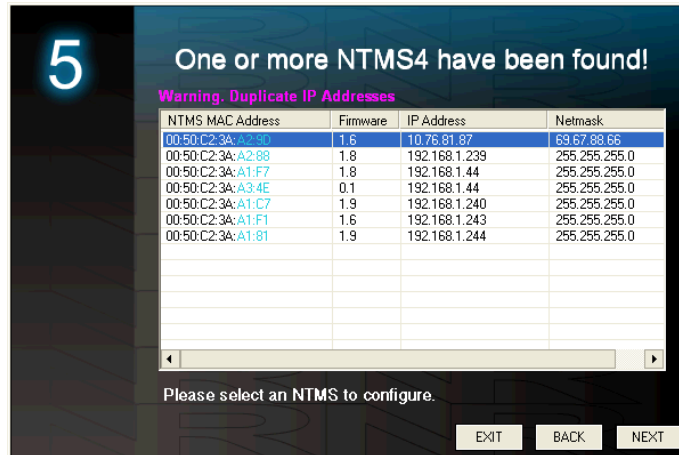 5
One or more NTMS4 have been found!
Warning. Duplicate IP Addresses
NTMS MAC Address Firmware IP Address Netmask
00:50:C2:3A:A2:9D 1.6 10.76.81.87 69.67.88.66
00:50:C2:3A:A2:88 1.8 192.168.1.239 255.255.255.0
00:50:C2:3A:A1:F7 1.8 192.168.1.44 255.255.255.0
00:50:C2:3A:A3:4E 0.1 192.168.1.44 255.255.255.0
00:50:C2:3A:A1:C7 1.9 192.168.1.240 255.255.255.0
00:50:C2:3A:A1:F1 1.6 192.168.1.243 255.255.255.0
00:50:C2:3A:A1:81 1.9 192.168.1.244 255.255.255.0
Please select an NTMS to configure.
EXIT BACK NEXT